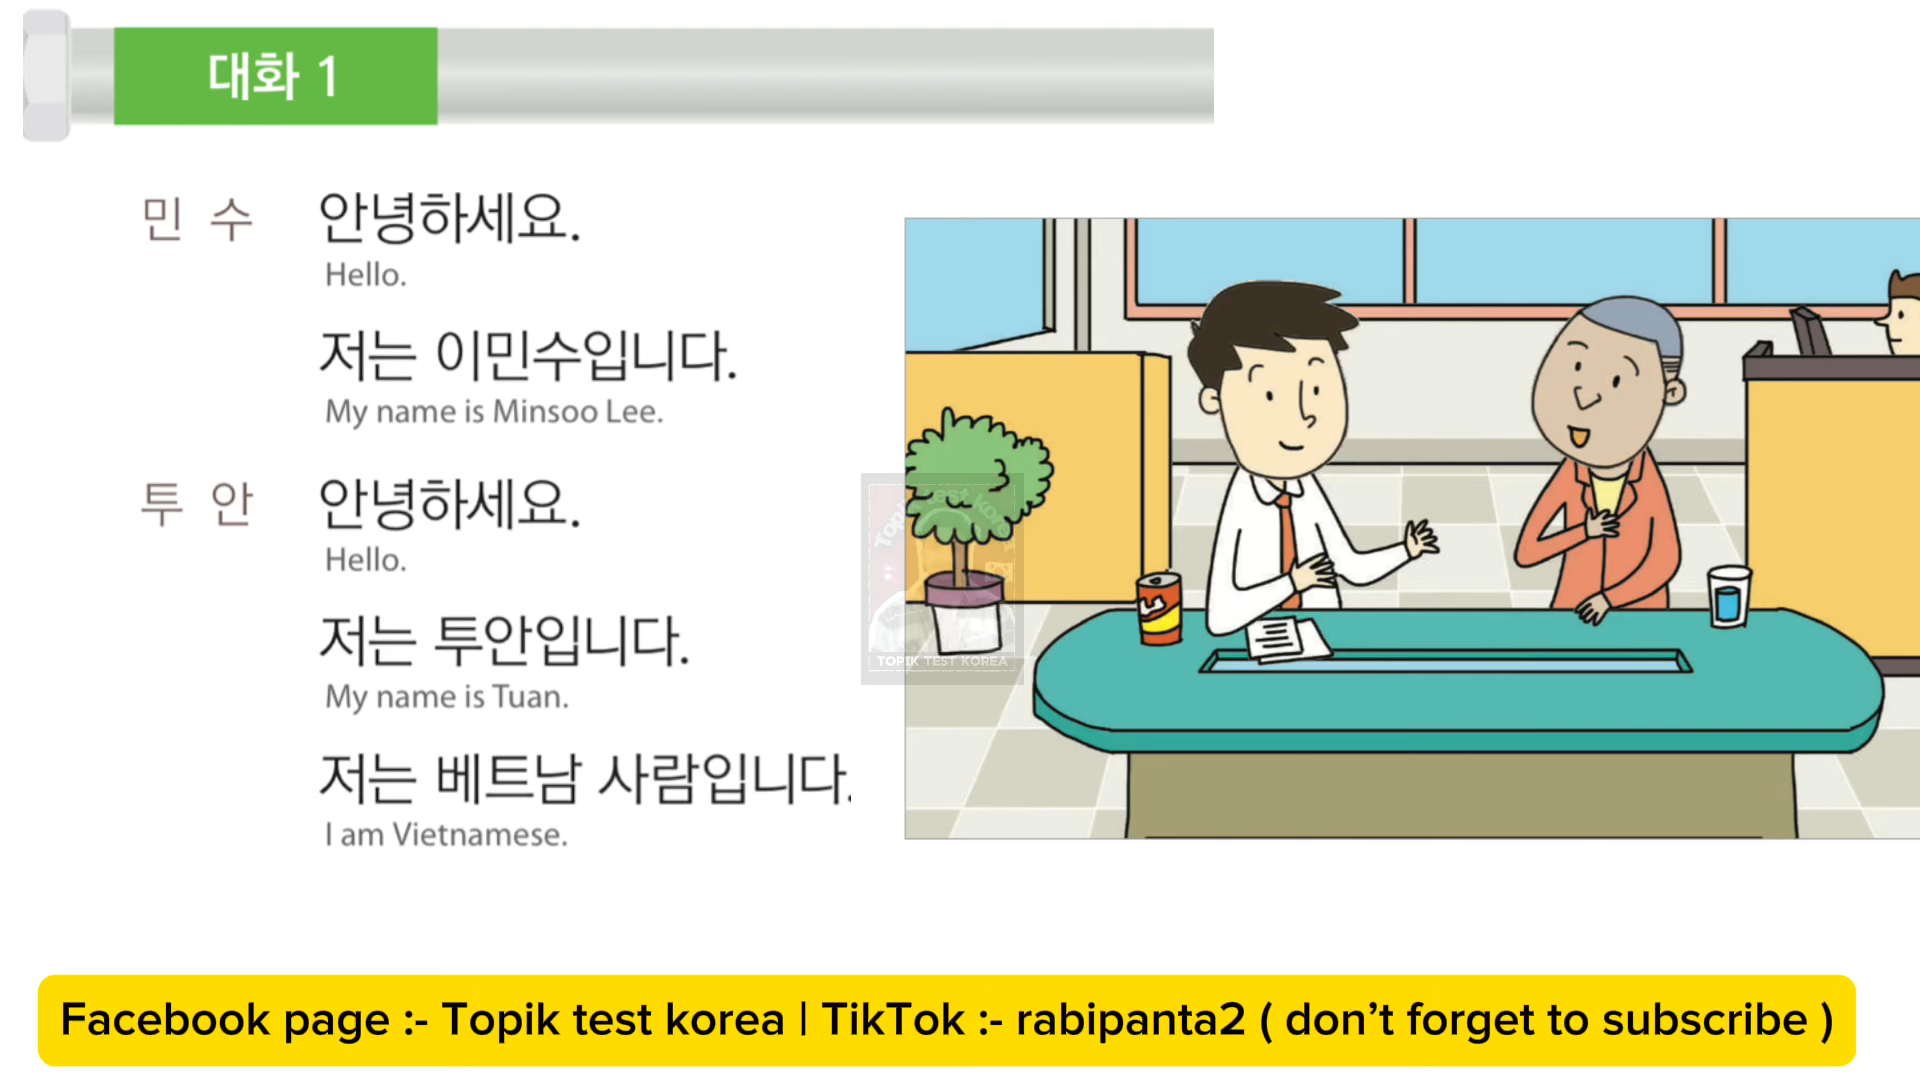 대화 1
민 수 안녕하세요.
Hello.
저는 이민수입니다.
My name is Minsoo Lee.
투 안 안녕하세요.
Hello.
저는 투안입니다.
My name is Tuan.
저는 베트남 사람입니다.
I am Vietnamese.
Topik test korea
TOPIK TEST KOREA
Facebook page :- Topik test korea | TikTok :- rabipanta2 ( don’t forget to subscribe )